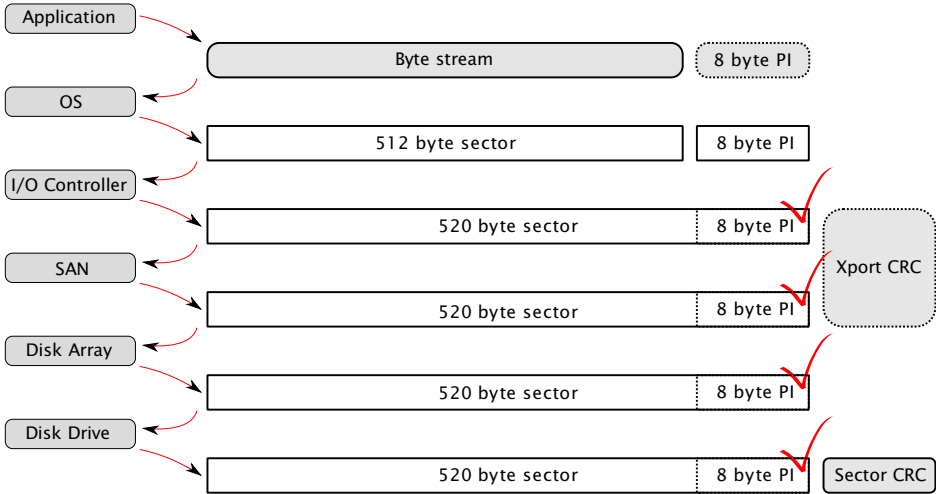 Application
Byte stream 8 byte PI
OS
512 byte sector 8 byte PI
I/O Controller
520 byte sector 8 byte PI
SAN
Xport CRC
520 byte sector 8 byte PI
Disk Array
520 byte sector 8 byte PI
Disk Drive
520 byte sector 8 byte PI Sector CRC